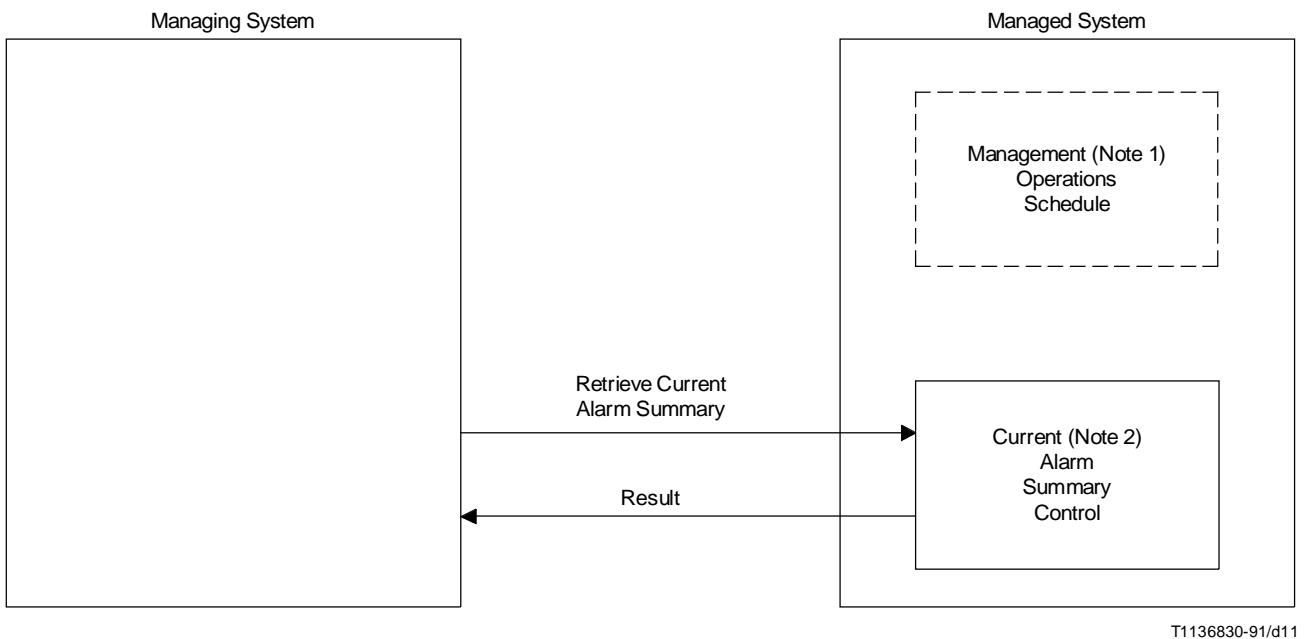 Managing System
Managed System
Management (Note 1)
Operations
Schedule
Retrieve Current
Alarm Summary
Current (Note 2)
Alarm
Summary
Control
Result
T1136830-91/d11